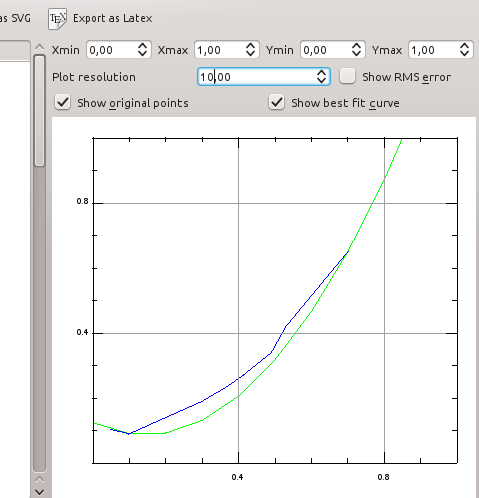 as SVG TEX Export as Latex
Xmin 0,00 Xmax 1,00 Ymin 0,00 Ymax 1,00
Plot resolution 10,00 Show RMS error
Show original points Show best fit curve
0.8
0.4
0.4 0.8